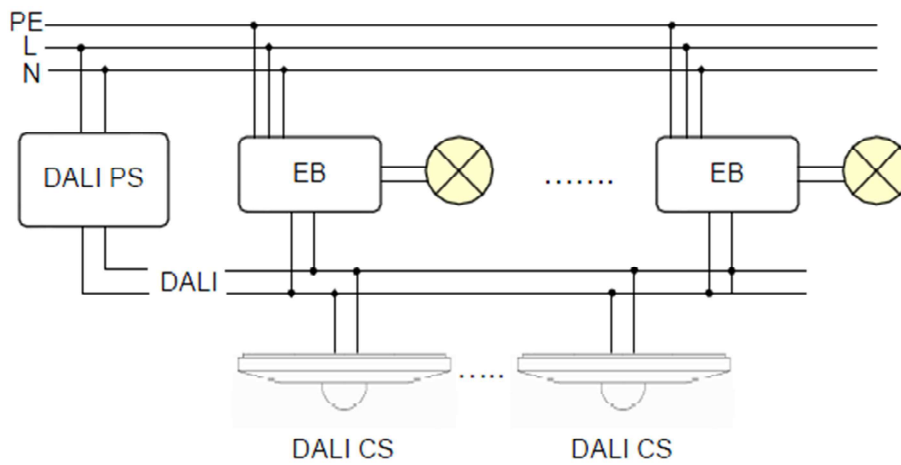 PE
L
N
DALI PS
EB
.......
EB
DALI
.....
DALI CS
DALI CS